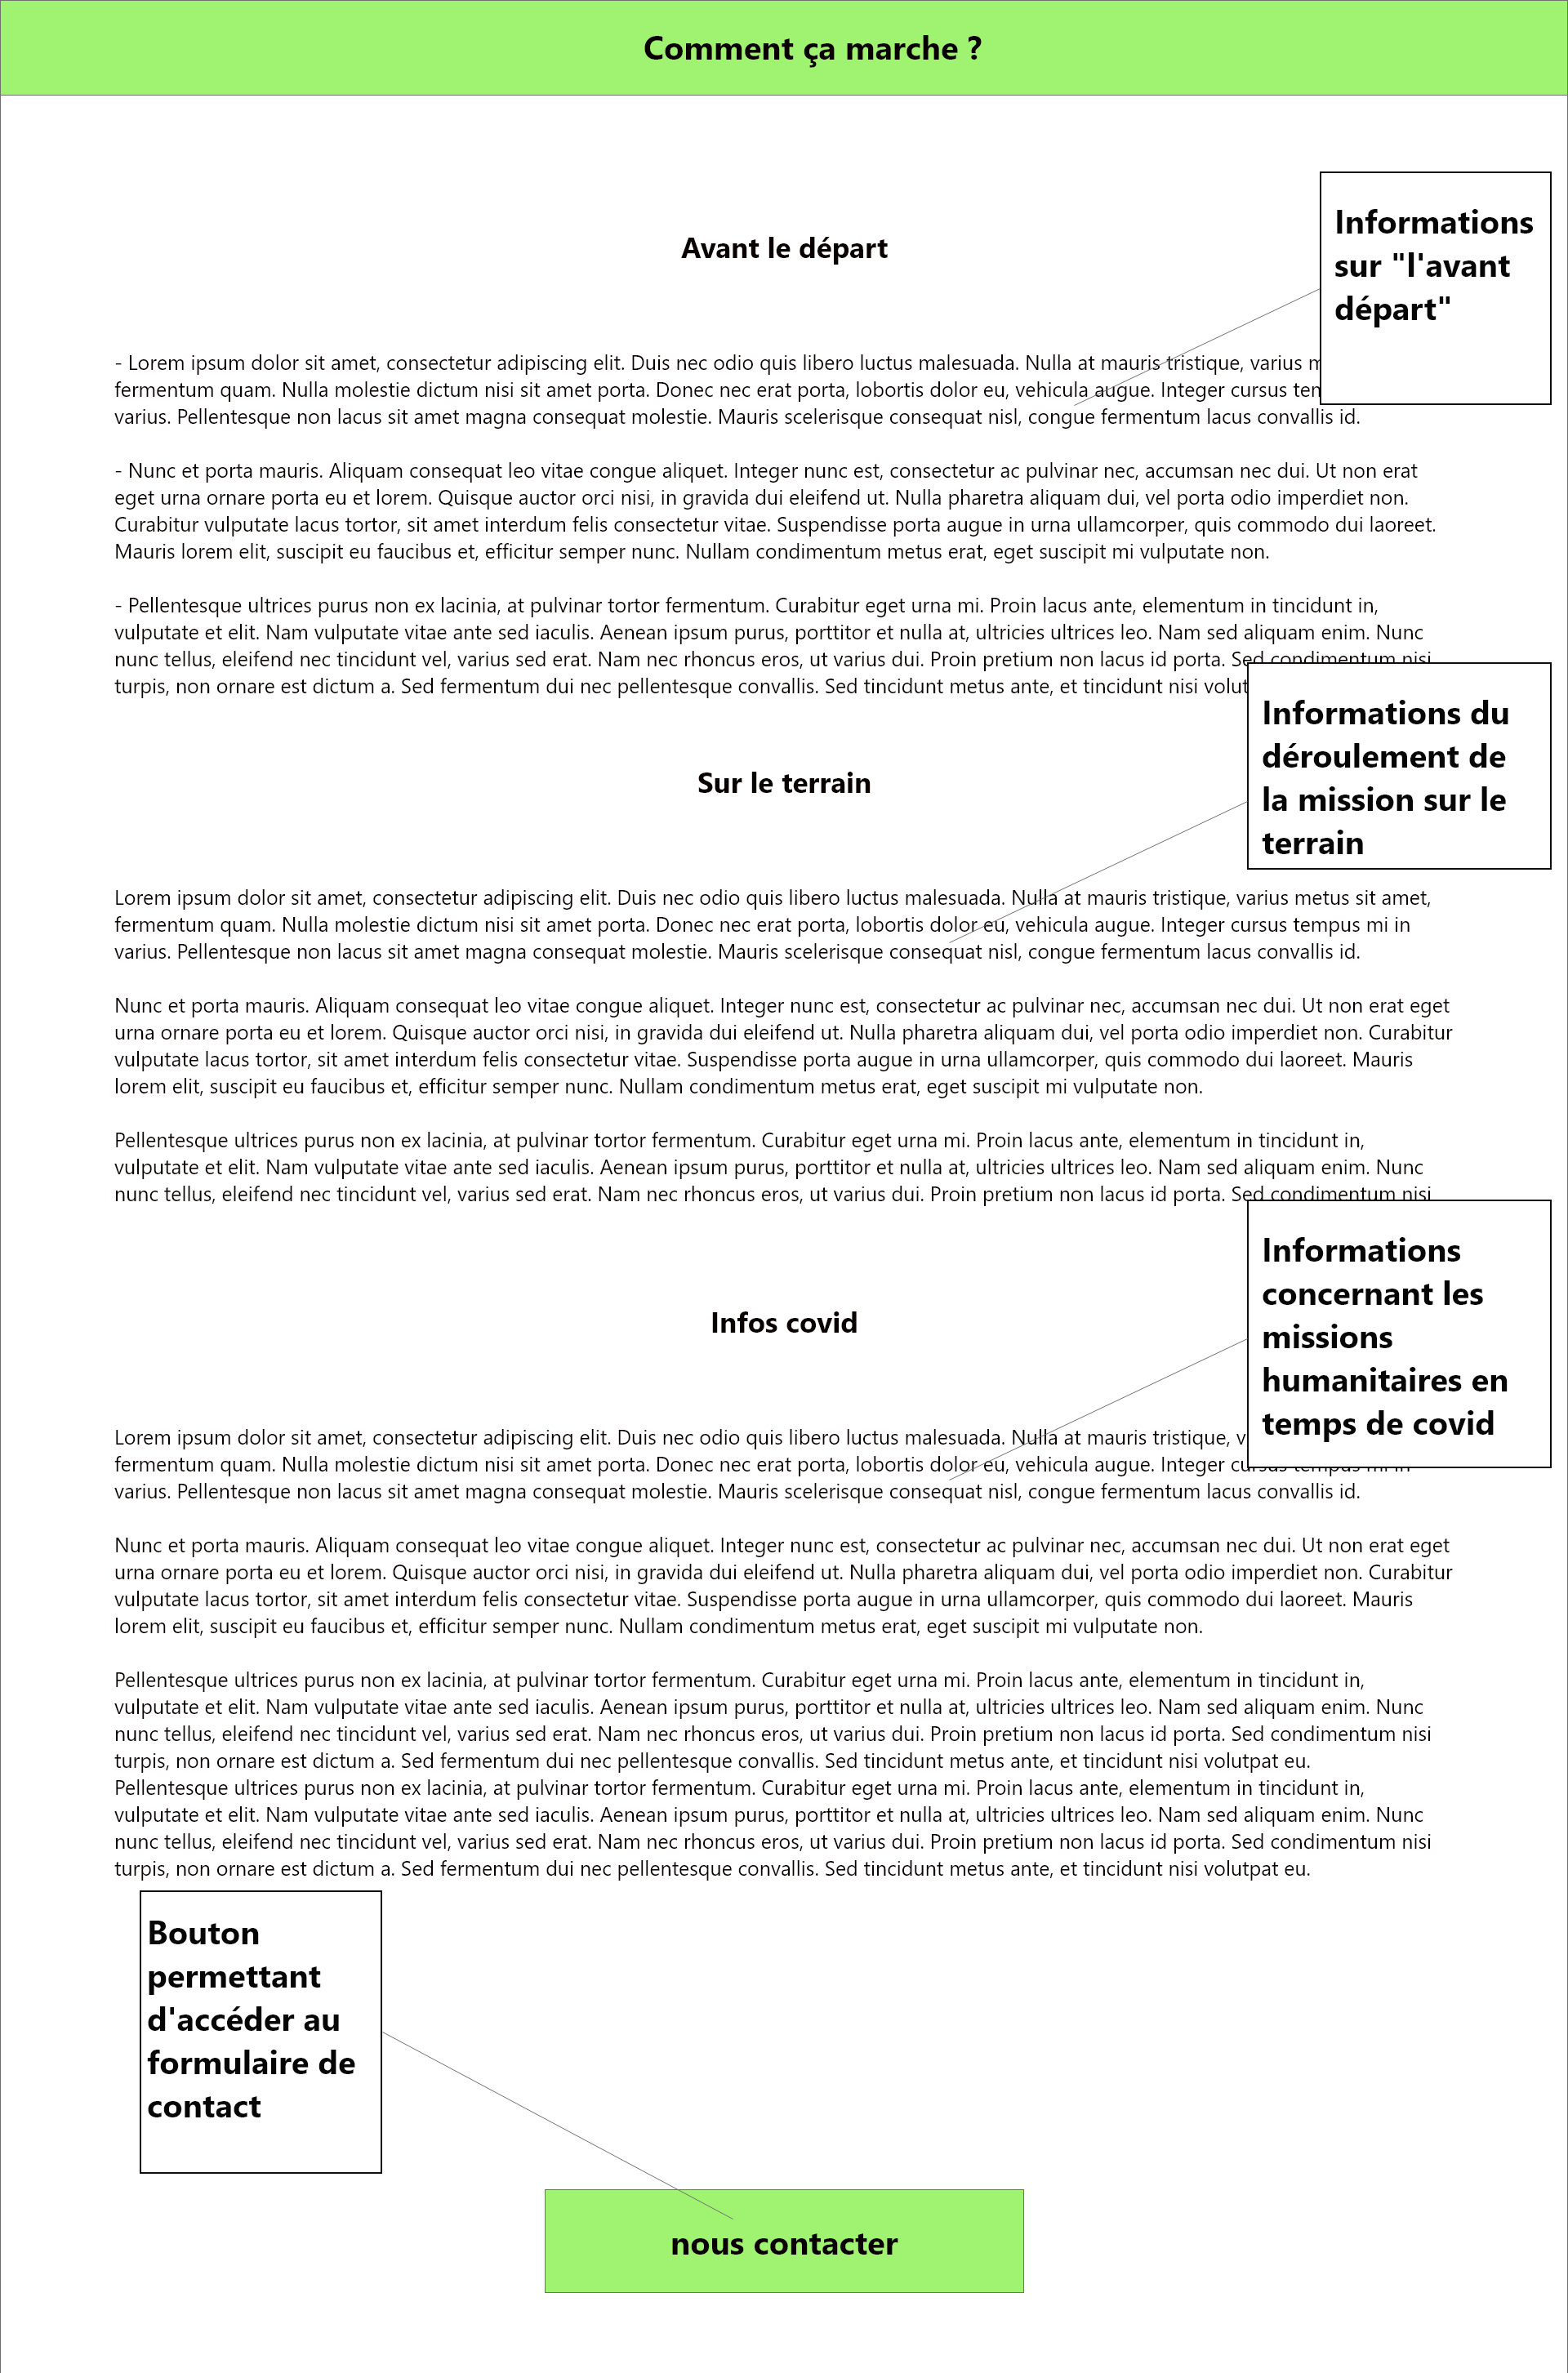 Comment ça marche ?
Informations
sur "l'avant
départ"
Avant le départ
- Lorem ipsum dolor sit amet, consectetur adipiscing elit. Duis nec odio quis libero luctus malesuada. Nulla at mauris tristique, varius
fermentum quam. Nulla molestie dictum nisi sit amet porta. Donec nec erat porta, lobortis dolor eu, vehicula augue. Integer cursus
varius. Pellentesque non lacus sit amet magna consequat molestie. Mauris scelerisque consequat nisl, congue fermentum lacus convallis id.
- Nunc et porta mauris. Aliquam consequat leo vitae congue aliquet. Integer nunc est, consectetur ac pulvinar nec, accumsan nec dui. Ut non erat
eget urna ornare porta eu et lorem. Quisque auctor orci nisi, in gravida dui eleifend ut. Nulla pharetra aliquam dui, vel porta odio imperdiet non.
Curabitur vulputate lacus tortor, sit amet interdum felis consectetur vitae. Suspendisse porta augue in urna ullamcorper, quis commodo dui laoreet.
Mauris lorem elit, suscipit eu faucibus et, efficitur semper nunc. Nullam condimentum metus erat, eget suscipit mi vulputate non.
- Pellentesque ultrices purus non ex lacinia, at pulvinar tortor fermentum. Curabitur eget urna mi. Proin lacus ante, elementum in tincidunt in,
vulputate et elit. Nam vulputate vitae ante sed iaculis. Aenean ipsum purus, porttitor et nulla at, ultricies ultrices leo. Nam sed aliquam enim. Nunc
nunc tellus, eleifend nec tincidunt vel, varius sed erat. Nam nec rhoncus eros, ut varius dui. Proin pretium non lacus id porta. Sed condimentum nisi
turpis, non ornare est dictum a. Sed fermentum dui nec pellentesque convallis. Sed tincidunt metus ante, et tincidunt nisi
Informations du
déroulement de
la mission sur le
terrain
Sur le terrain
Lorem ipsum dolor sit amet, consectetur adipiscing elit. Duis nec odio quis libero luctus malesuada. Nulla at mauris tristique, varius metus sit amet,
fermentum quam. Nulla molestie dictum nisi sit amet porta. Donec nec erat porta, lobortis dolor eu, vehicula augue. Integer cursus tempus mi in
varius. Pellentesque non lacus sit amet magna consequat molestie. Mauris scelerisque consequat nisl, congue fermentum lacus convallis id.
Nunc et porta mauris. Aliquam consequat leo vitae congue aliquet. Integer nunc est, consectetur ac pulvinar nec, accumsan nec dui. Ut non erat eget
urna ornare porta eu et lorem. Quisque auctor orci nisi, in gravida dui eleifend ut. Nulla pharetra aliquam dui, vel porta odio imperdiet non. Curabitur
vulputate lacus tortor, sit amet interdum felis consectetur vitae. Suspendisse porta augue in urna ullamcorper, quis commodo dui laoreet. Mauris
lorem elit, suscipit eu faucibus et, efficitur semper nunc. Nullam condimentum metus erat, eget suscipit mi vulputate non.
Pellentesque ultrices purus non ex lacinia, at pulvinar tortor fermentum. Curabitur eget urna mi. Proin lacus ante, elementum in tincidunt in,
vulputate et elit. Nam vulputate vitae ante sed iaculis. Aenean ipsum purus, porttitor et nulla at, ultricies ultrices leo. Nam sed aliquam enim. Nunc
nunc tellus, eleifend nec tincidunt vel, varius sed erat. Nam nec rhoncus eros, ut varius dui. Proin pretium non lacus id porta. Sed condimentum nisi
Informations
concernant les
missions
humanitaires en
temps de covid
Infos covid
Lorem ipsum dolor sit amet, consectetur adipiscing elit. Duis nec odio quis libero luctus malesuada. Nulla at mauris tristique,
fermentum quam. Nulla molestie dictum nisi sit amet porta. Donec nec erat porta, lobortis dolor eu, vehicula augue. Integer cursus tempus mi in
varius. Pellentesque non lacus sit amet magna consequat molestie. Mauris scelerisque consequat nisl, congue fermentum lacus convallis id.
Nunc et porta mauris. Aliquam consequat leo vitae congue aliquet. Integer nunc est, consectetur ac pulvinar nec, accumsan nec dui. Ut non erat eget
urna ornare porta eu et lorem. Quisque auctor orci nisi, in gravida dui eleifend ut. Nulla pharetra aliquam dui, vel porta odio imperdiet non. Curabitur
vulputate lacus tortor, sit amet interdum felis consectetur vitae. Suspendisse porta augue in urna ullamcorper, quis commodo dui laoreet. Mauris
lorem elit, suscipit eu faucibus et, efficitur semper nunc. Nullam condimentum metus erat, eget suscipit mi vulputate non.
Pellentesque ultrices purus non ex lacinia, at pulvinar tortor fermentum. Curabitur eget urna mi. Proin lacus ante, elementum in tincidunt in,
vulputate et elit. Nam vulputate vitae ante sed iaculis. Aenean ipsum purus, porttitor et nulla at, ultricies ultrices leo. Nam sed aliquam enim. Nunc
nunc tellus, eleifend nec tincidunt vel, varius sed erat. Nam nec rhoncus eros, ut varius dui. Proin pretium non lacus id porta. Sed condimentum nisi
turpis, non ornare est dictum a. Sed fermentum dui nec pellentesque convallis. Sed tincidunt metus ante, et tincidunt nisi volutpat eu.
Pellentesque ultrices purus non ex lacinia, at pulvinar tortor fermentum. Curabitur eget urna mi. Proin lacus ante, elementum in tincidunt in,
vulputate et elit. Nam vulputate vitae ante sed iaculis. Aenean ipsum purus, porttitor et nulla at, ultricies ultrices leo. Nam sed aliquam enim. Nunc
nunc tellus, eleifend nec tincidunt vel, varius sed erat. Nam nec rhoncus eros, ut varius dui. Proin pretium non lacus id porta. Sed condimentum nisi
turpis, non ornare est dictum a. Sed fermentum dui nec pellentesque convallis. Sed tincidunt metus ante, et tincidunt nisi volutpat eu.
Bouton
permettant
d'accéder au
formulaire de
contact
nous contacter